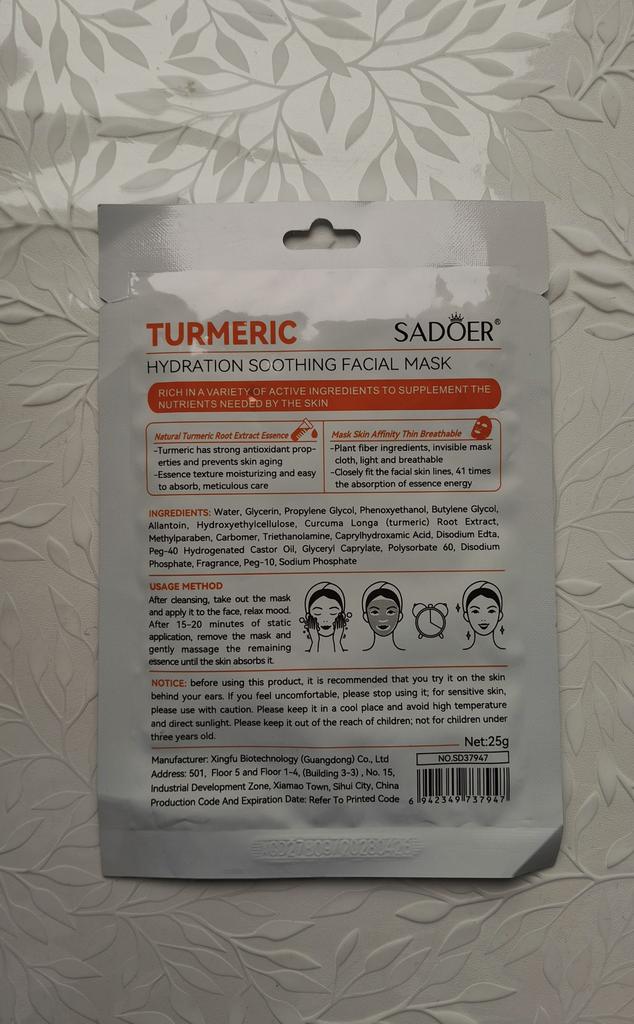 TURMERIC
SADOER®
HYDRATION SOOTHING FACIAL MASK
RICH IN A VARIETY OF ACTIVE INGREDIENTS TO SUPPLEMENT THE
NUTRIENTS NEEDED BY THE SKIN
Natural Turmeric Root Extract Essence
-Turmeric has strong antioxidant prop-
erties and prevents skin aging
-Essence texture moisturizing and easy
to absorb, meticulous care
Mask Skin Affinity Thin Breathable
-Plant fiber ingredients, invisible mask
cloth, light and breathable
-Closely fit the facial skin lines, 41 times
the absorption of essence energy
INGREDIENTS: Water, Glycerin, Propylene Glycol, Phenoxyethanol, Butylene Glycol,
Allantoin, Hydroxyethylcellulose, Curcuma Longa (turmeric) Root Extract,
Methylparaben, Carbomer, Triethanolamine, Caprylhydroxamic Acid, Disodium Edta,
Peg-40 Hydrogenated Castor Oil, Glyceryl Caprylate, Polysorbate 60, Disodium
Phosphate, Fragrance, Peg-10, Sodium Phosphate
USAGE METHOD
After cleansing, take out the mask
and apply it to the face, relax mood.
After 15-20 minutes of static
application, remove the mask and
gently massage the remaining
essence until the skin absorbs it.
NOTICE: before using this product, it is recommended that you try it on the skin
behind your ears. If you feel uncomfortable, please stop using it; for sensitive skin,
please use with caution. Please keep it in a cool place and avoid high temperature
and direct sunlight. Please keep it out of the reach of children; not for children under
three years old.
Net:25g
Manufacturer: Xingfu Biotechnology (Guangdong) Co., Ltd
Address: 501, Floor 5 and Floor 1-4, (Building 3-3) , No. 15,
Industrial Development Zone, Xiamao Town, Sihui City, China
Production Code And Expiration Date: Refer To Printed Code
NO.SD37947
6 942349 737947